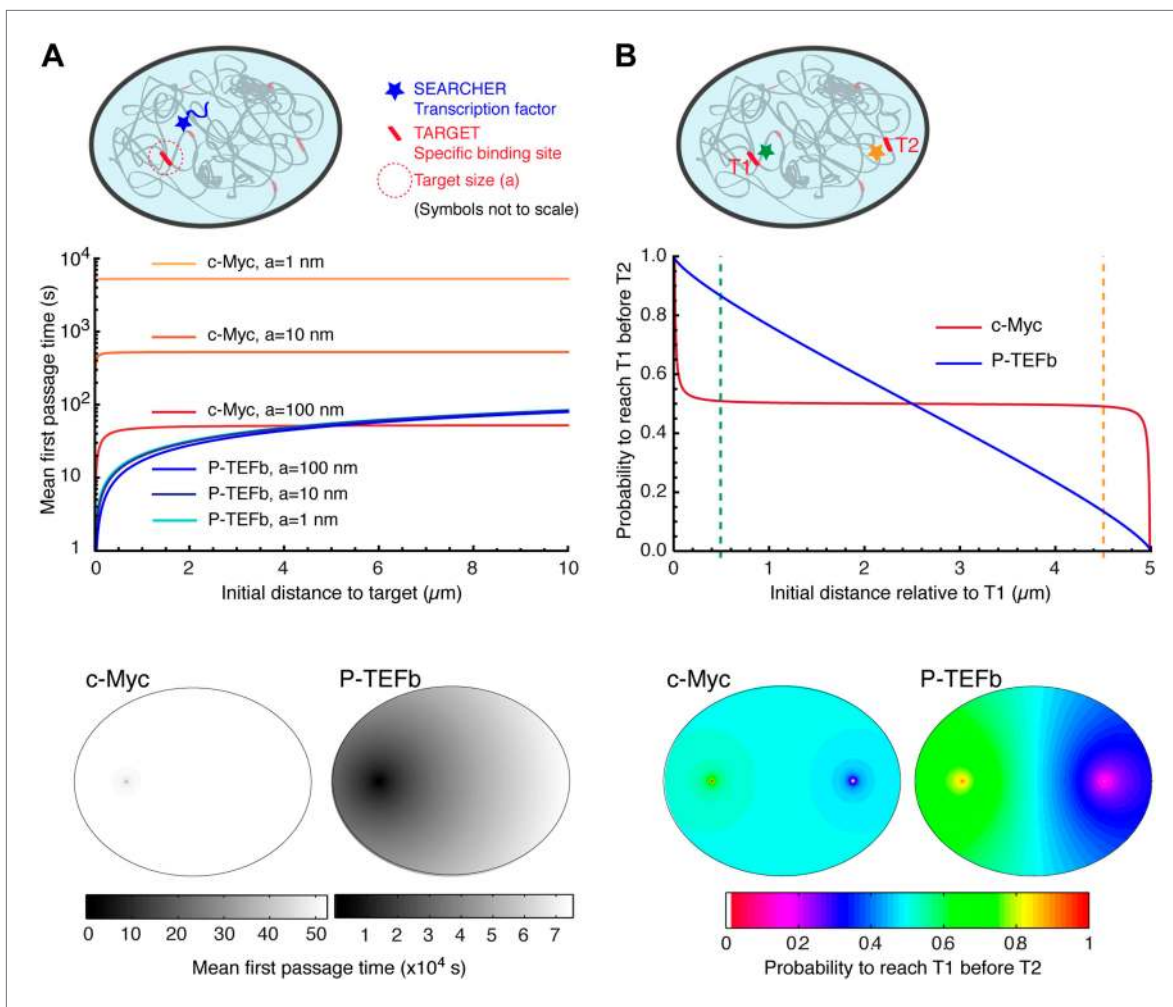 A
SEARCHER
Transcription factor
TARGET
Specific binding site
Target size (a)
(Symbols not to scale)
10⁴
10³
10²
10
1
Mean first passage time (s)
c-Myc, a=1 nm
c-Myc, a=10 nm
c-Myc, a=100 nm
P-TEFb, a=100 nm
P-TEFb, a=10 nm
P-TEFb, a=1 nm
0 2 4 6 8 10
Initial distance to target (μm)
c-Myc
P-TEFb
0 10 20 30 40 50
1 2 3 4 5 6 7
Mean first passage time (x10⁴ s)
B
T1
T2
1.0
0.8
0.6
0.4
0.2
0.0
Probability to reach T1 before T2
c-Myc
P-TEFb
0 1 2 3 4 5
Initial distance relative to T1 (μm)
c-Myc
P-TEFb
0 0.2 0.4 0.6 0.8 1
Probability to reach T1 before T2